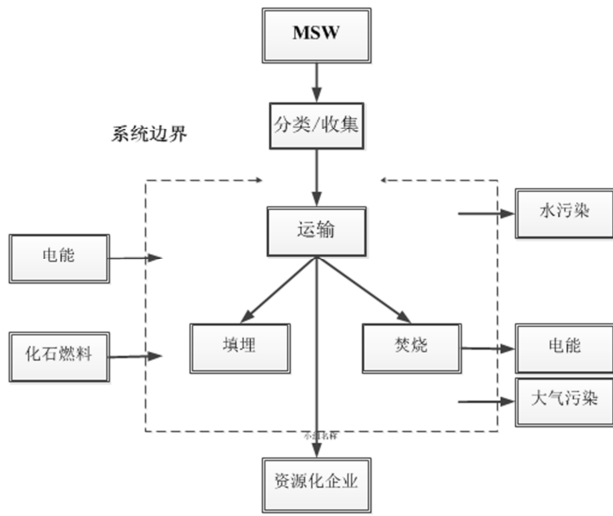 MSW
分类/收集
系统边界
运输
水污染
电能
填埋
焚烧
化石燃料
电能
大气污染
资源化企业